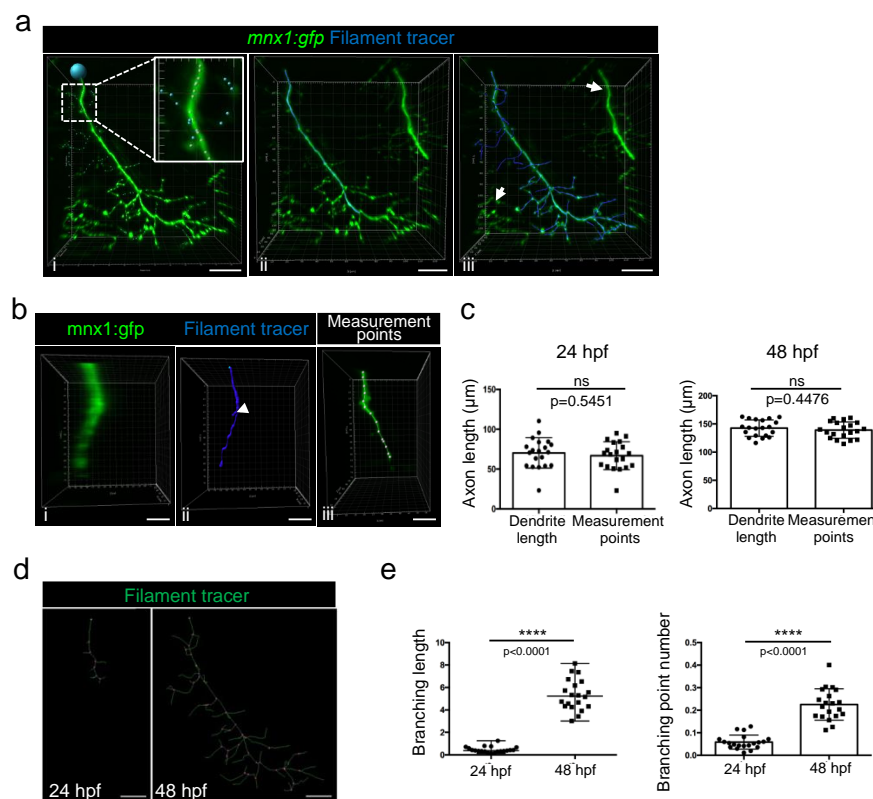 a
mnx1:gfp Filament tracer
i
ii
iii
b
mnx1:gfp
Filament tracer
Measurement
points
i
ii
iii
c
24 hpf
ns
p=0.5451
Axon length (µm)
150
100
50
0
Dendrite
length
Measurement
points
48 hpf
ns
p=0.4476
Axon length (µm)
200
150
100
50
0
Dendrite
length
Measurement
points
d
Filament tracer
24 hpf
48 hpf
e
Branching length
10
8
6
4
2
0
****
p<0.0001
24 hpf
48 hpf
Branching point number
0.5
0.4
0.3
0.2
0.1
0.0
****
p<0.0001
24 hpf
48 hpf